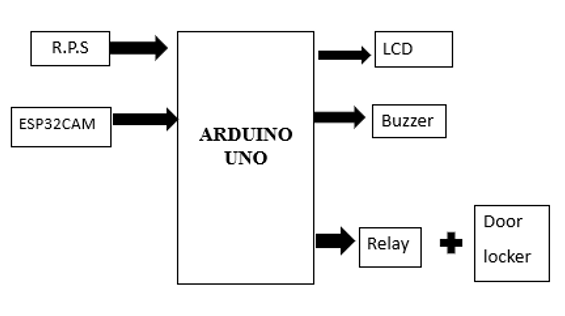 R.P.S
ESP32CAM
ARDUINO
UNO
LCD
Buzzer
Relay
Door
locker